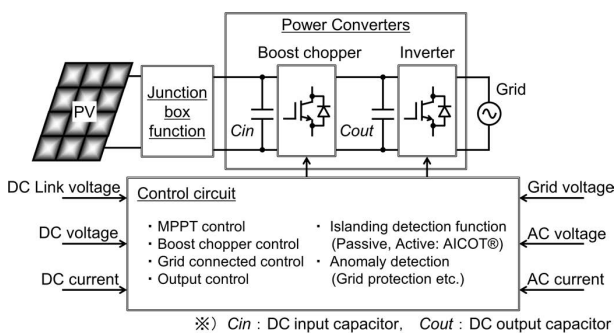 Power Converters
Boost chopper
Inverter
Junction
box
function
PV
Cin
Cout
Grid
DC Link voltage
DC voltage
DC current
Control circuit
・MPPT control
・Boost chopper control
・Grid connected control
・Output control
・Islanding detection function
(Passive, Active: AICOT®)
・Anomaly detection
(Grid protection etc.)
Grid voltage
AC voltage
AC current
※）Cin : DC input capacitor, Cout : DC output capacitor